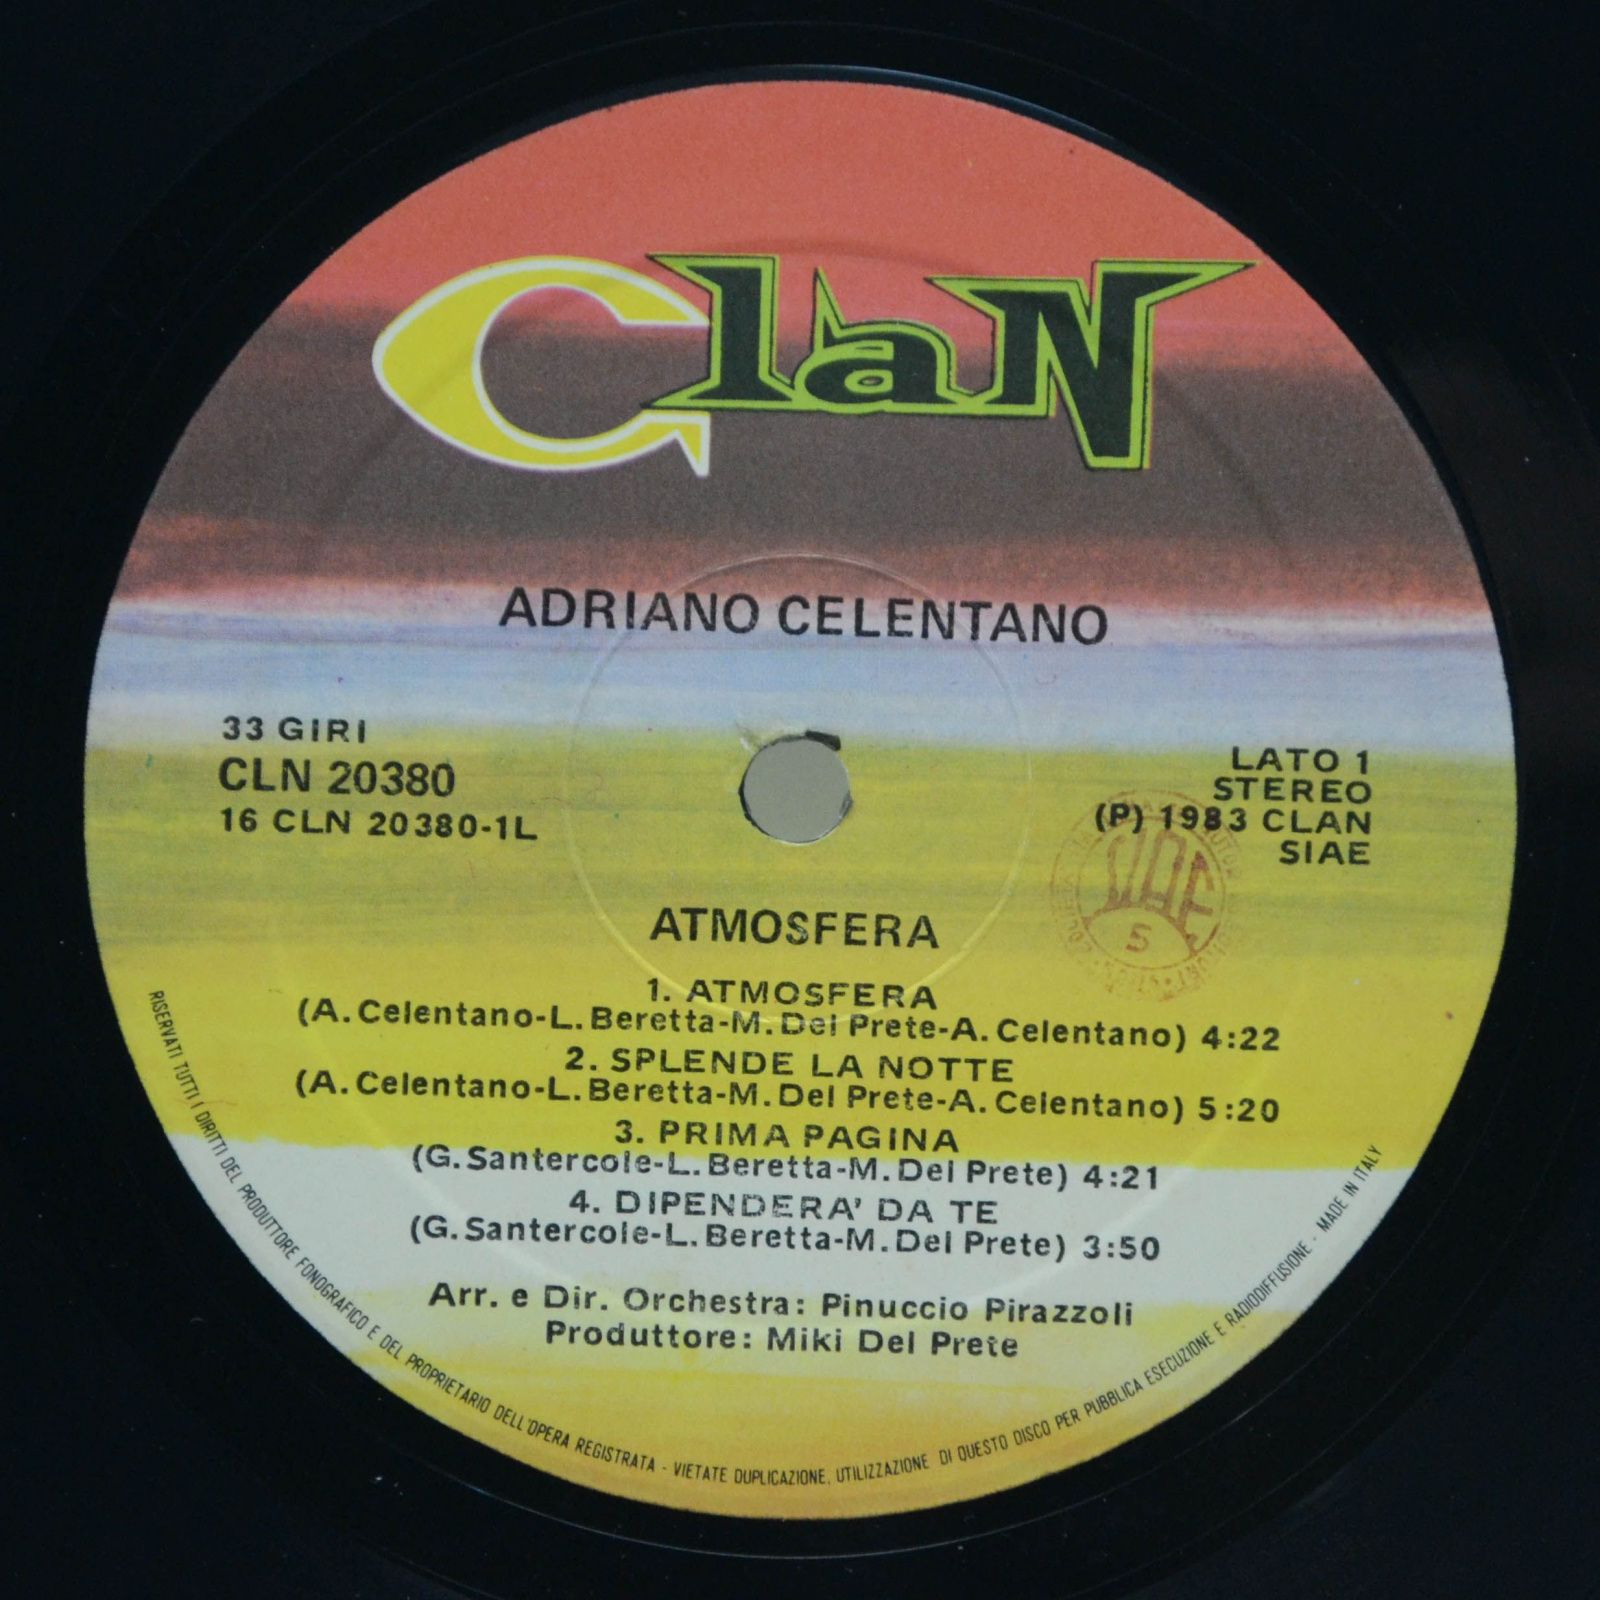 Clan
ADRIANO CELENTANO
33 GIRI
CLN 20380
16 CLN 20380-1L
LATO 1
STEREO
(P) 1983 CLAN
SIAE
SIAE
5
ATMOSFERA
1. ATMOSFERA
(A. Celentano-L. Beretta-M. Del Prete-A. Celentano) 4:22
2. SPLENDE LA NOTTE
(A. Celentano-L. Beretta-M. Del Prete-A. Celentano) 5:20
3. PRIMA PAGINA
(G. Santercole-L. Beretta-M. Del Prete) 4:21
4. DIPENDERA' DA TE
(G. Santercole-L. Beretta-M. Del Prete) 3:50
Arr. e Dir. Orchestra: Pinuccio Pirazzoli
Produttore: Miki Del Prete
RISERVATI TUTTI I DIRITTI DEL PRODUTTORE FONOGRAFICO E DEL PROPRIETARIO DELL'OPERA REGISTRATA - VIETATE DUPLICAZIONE, UTILIZZAZIONE DI QUESTO DISCO PER PUBBLICA ESECUZIONE E RADIODIFFUSIONE - MADE IN ITALY